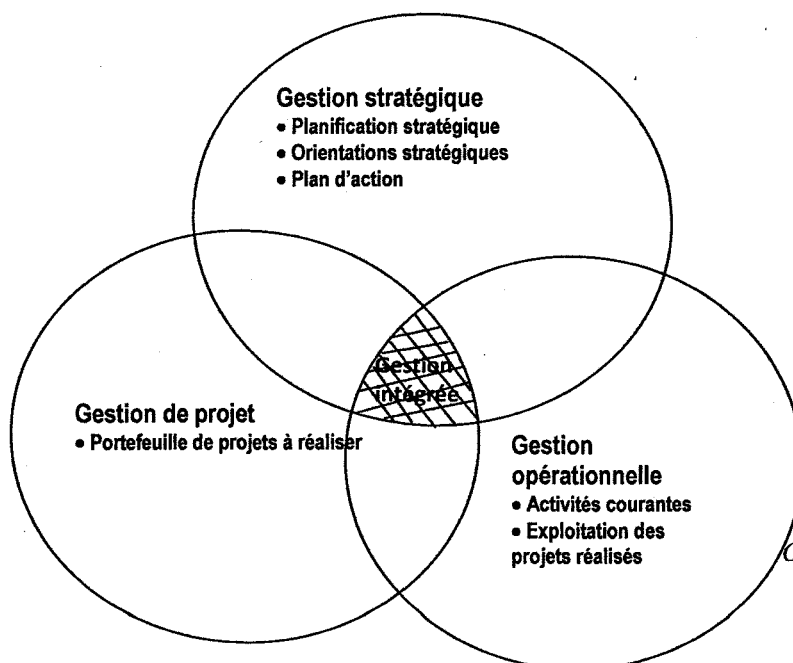 Gestion stratégique
• Planification stratégique
• Orientations stratégiques
• Plan d'action
Gestion
intégrée
Gestion de projet
• Portefeuille de projets à réaliser
Gestion
opérationnelle
• Activités courantes
• Exploitation des
projets réalisés